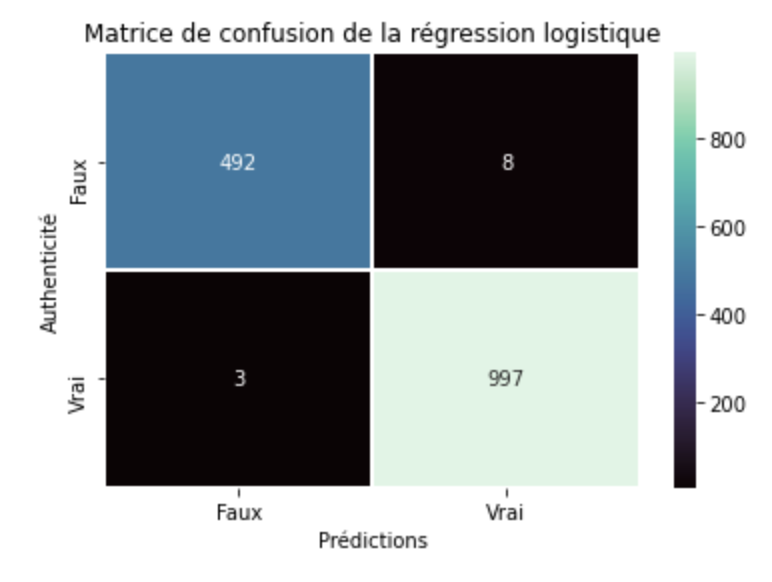 Matrice de confusion de la régression logistique
Faux
492
8
Authenticité
Vrai
3
997
Faux
Vrai
Prédictions
800
600
400
200